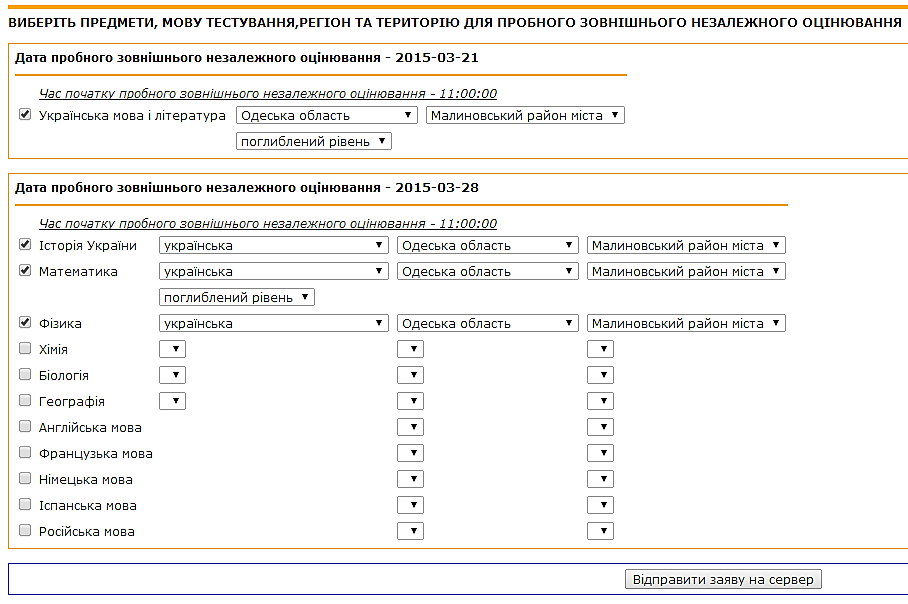 ВИБЕРІТЬ ПРЕДМЕТИ, МОВУ ТЕСТУВАННЯ,РЕГІОН ТА ТЕРИТОРІЮ ДЛЯ ПРОБНОГО ЗОВНІШНЬОГО НЕЗАЛЕЖНОГО ОЦІНЮВАННЯ
Дата пробного зовнішнього незалежного оцінювання - 2015-03-21
Час початку пробного зовнішнього незалежного оцінювання - 11:00:00
Українська мова і література Одеська область Малиновський район міста
поглиблений рівень
Дата пробного зовнішнього незалежного оцінювання - 2015-03-28
Час початку пробного зовнішнього незалежного оцінювання - 11:00:00
Історія України українська Одеська область Малиновський район міста
Математика українська Одеська область Малиновський район міста
поглиблений рівень
Фізика українська Одеська область Малиновський район міста
Хімія
Біологія
Географія
Англійська мова
Французька мова
Німецька мова
Іспанська мова
Російська мова
Відправити заяву на сервер